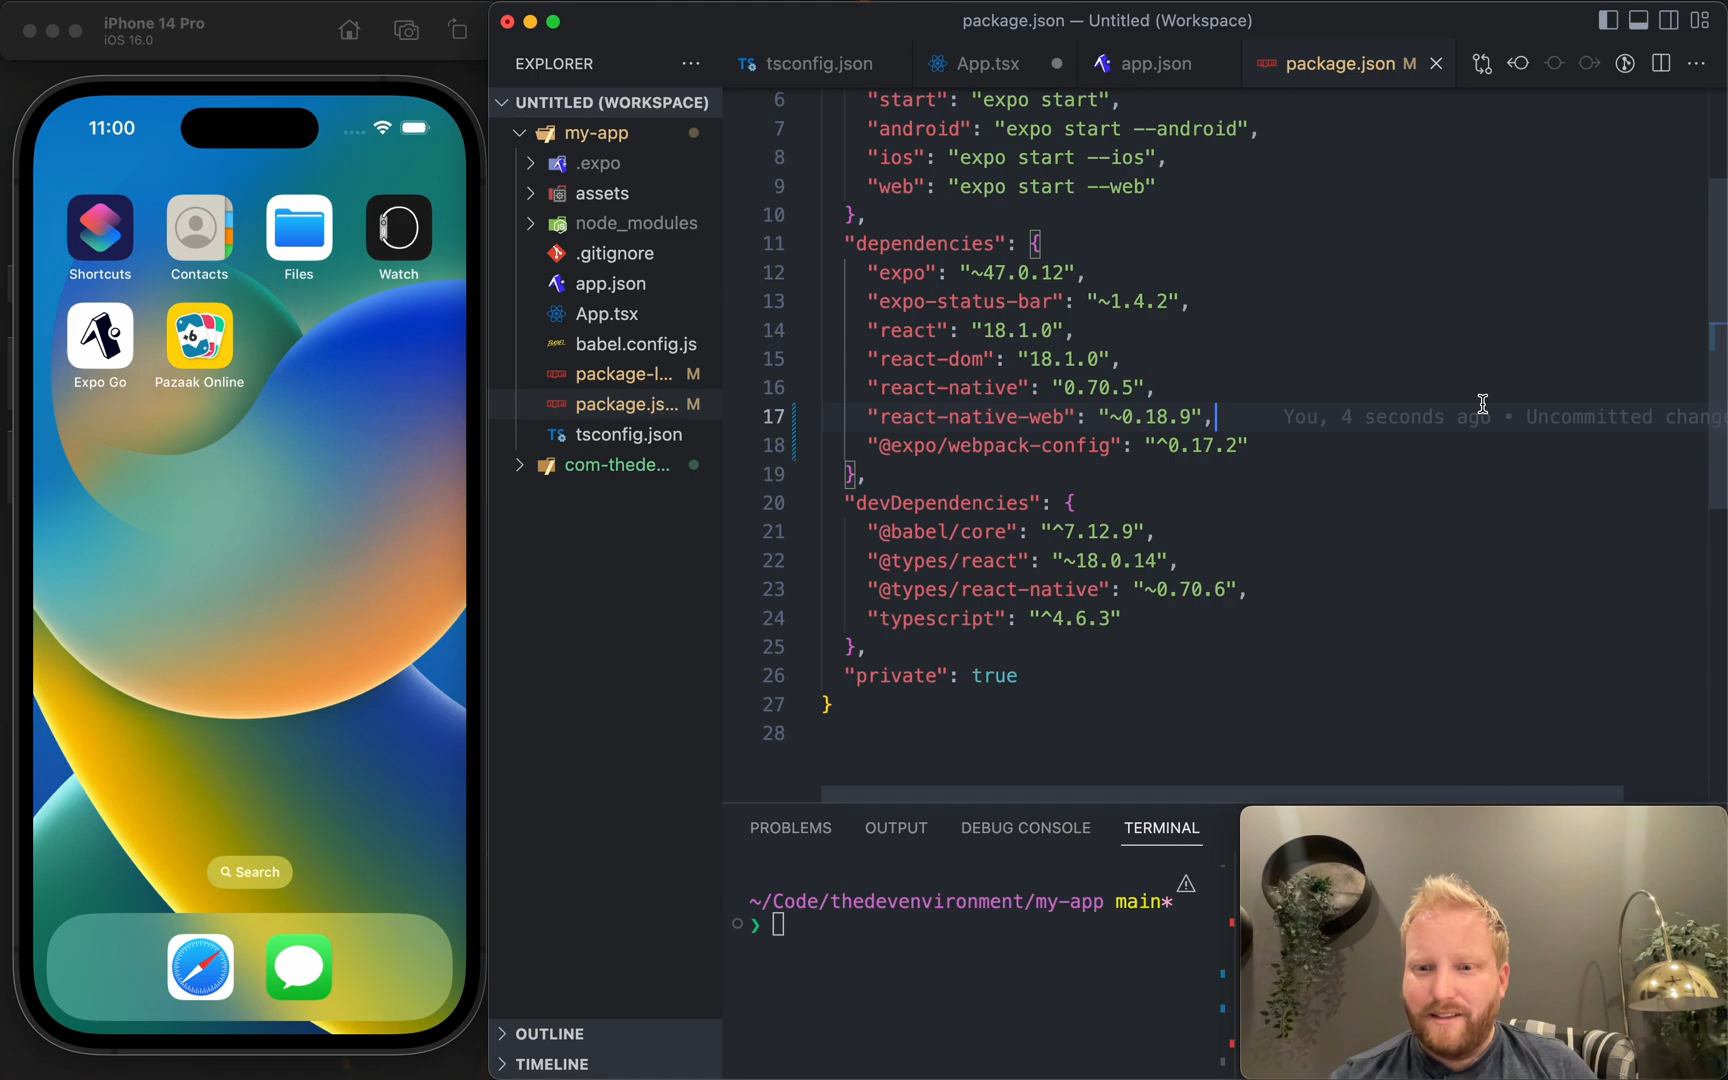 iPhone 14 Pro
iOS 16.0
11:00
Shortcuts
Contacts
Files
Watch
Expo Go
Pazaak Online
Search
package.json — Untitled (Workspace)
EXPLORER
UNTITLED (WORKSPACE)
my-app
.expo
assets
node_modules
.gitignore
app.json
App.tsx
babel.config.js
package-l... M
package.js... M
tsconfig.json
com-thede...
OUTLINE
TIMELINE
tsconfig.json
App.tsx
app.json
package.json M
6 "start": "expo start",
7 "android": "expo start --android",
8 "ios": "expo start --ios",
9 "web": "expo start --web"
10 },
11 "dependencies": {
12 "expo": "~47.0.12",
13 "expo-status-bar": "~1.4.2",
14 "react": "18.1.0",
15 "react-dom": "18.1.0",
16 "react-native": "0.70.5",
17 "react-native-web": "~0.18.9", You, 4 seconds ago • Uncommitted chang
18 "@expo/webpack-config": "^0.17.2"
19 },
20 "devDependencies": {
21 "@babel/core": "^7.12.9",
22 "@types/react": "~18.0.14",
23 "@types/react-native": "~0.70.6",
24 "typescript": "^4.6.3"
25 },
26 "private": true
27 }
28
PROBLEMS
OUTPUT
DEBUG CONSOLE
TERMINAL
~/Code/thedevenvironment/my-app main*
❯